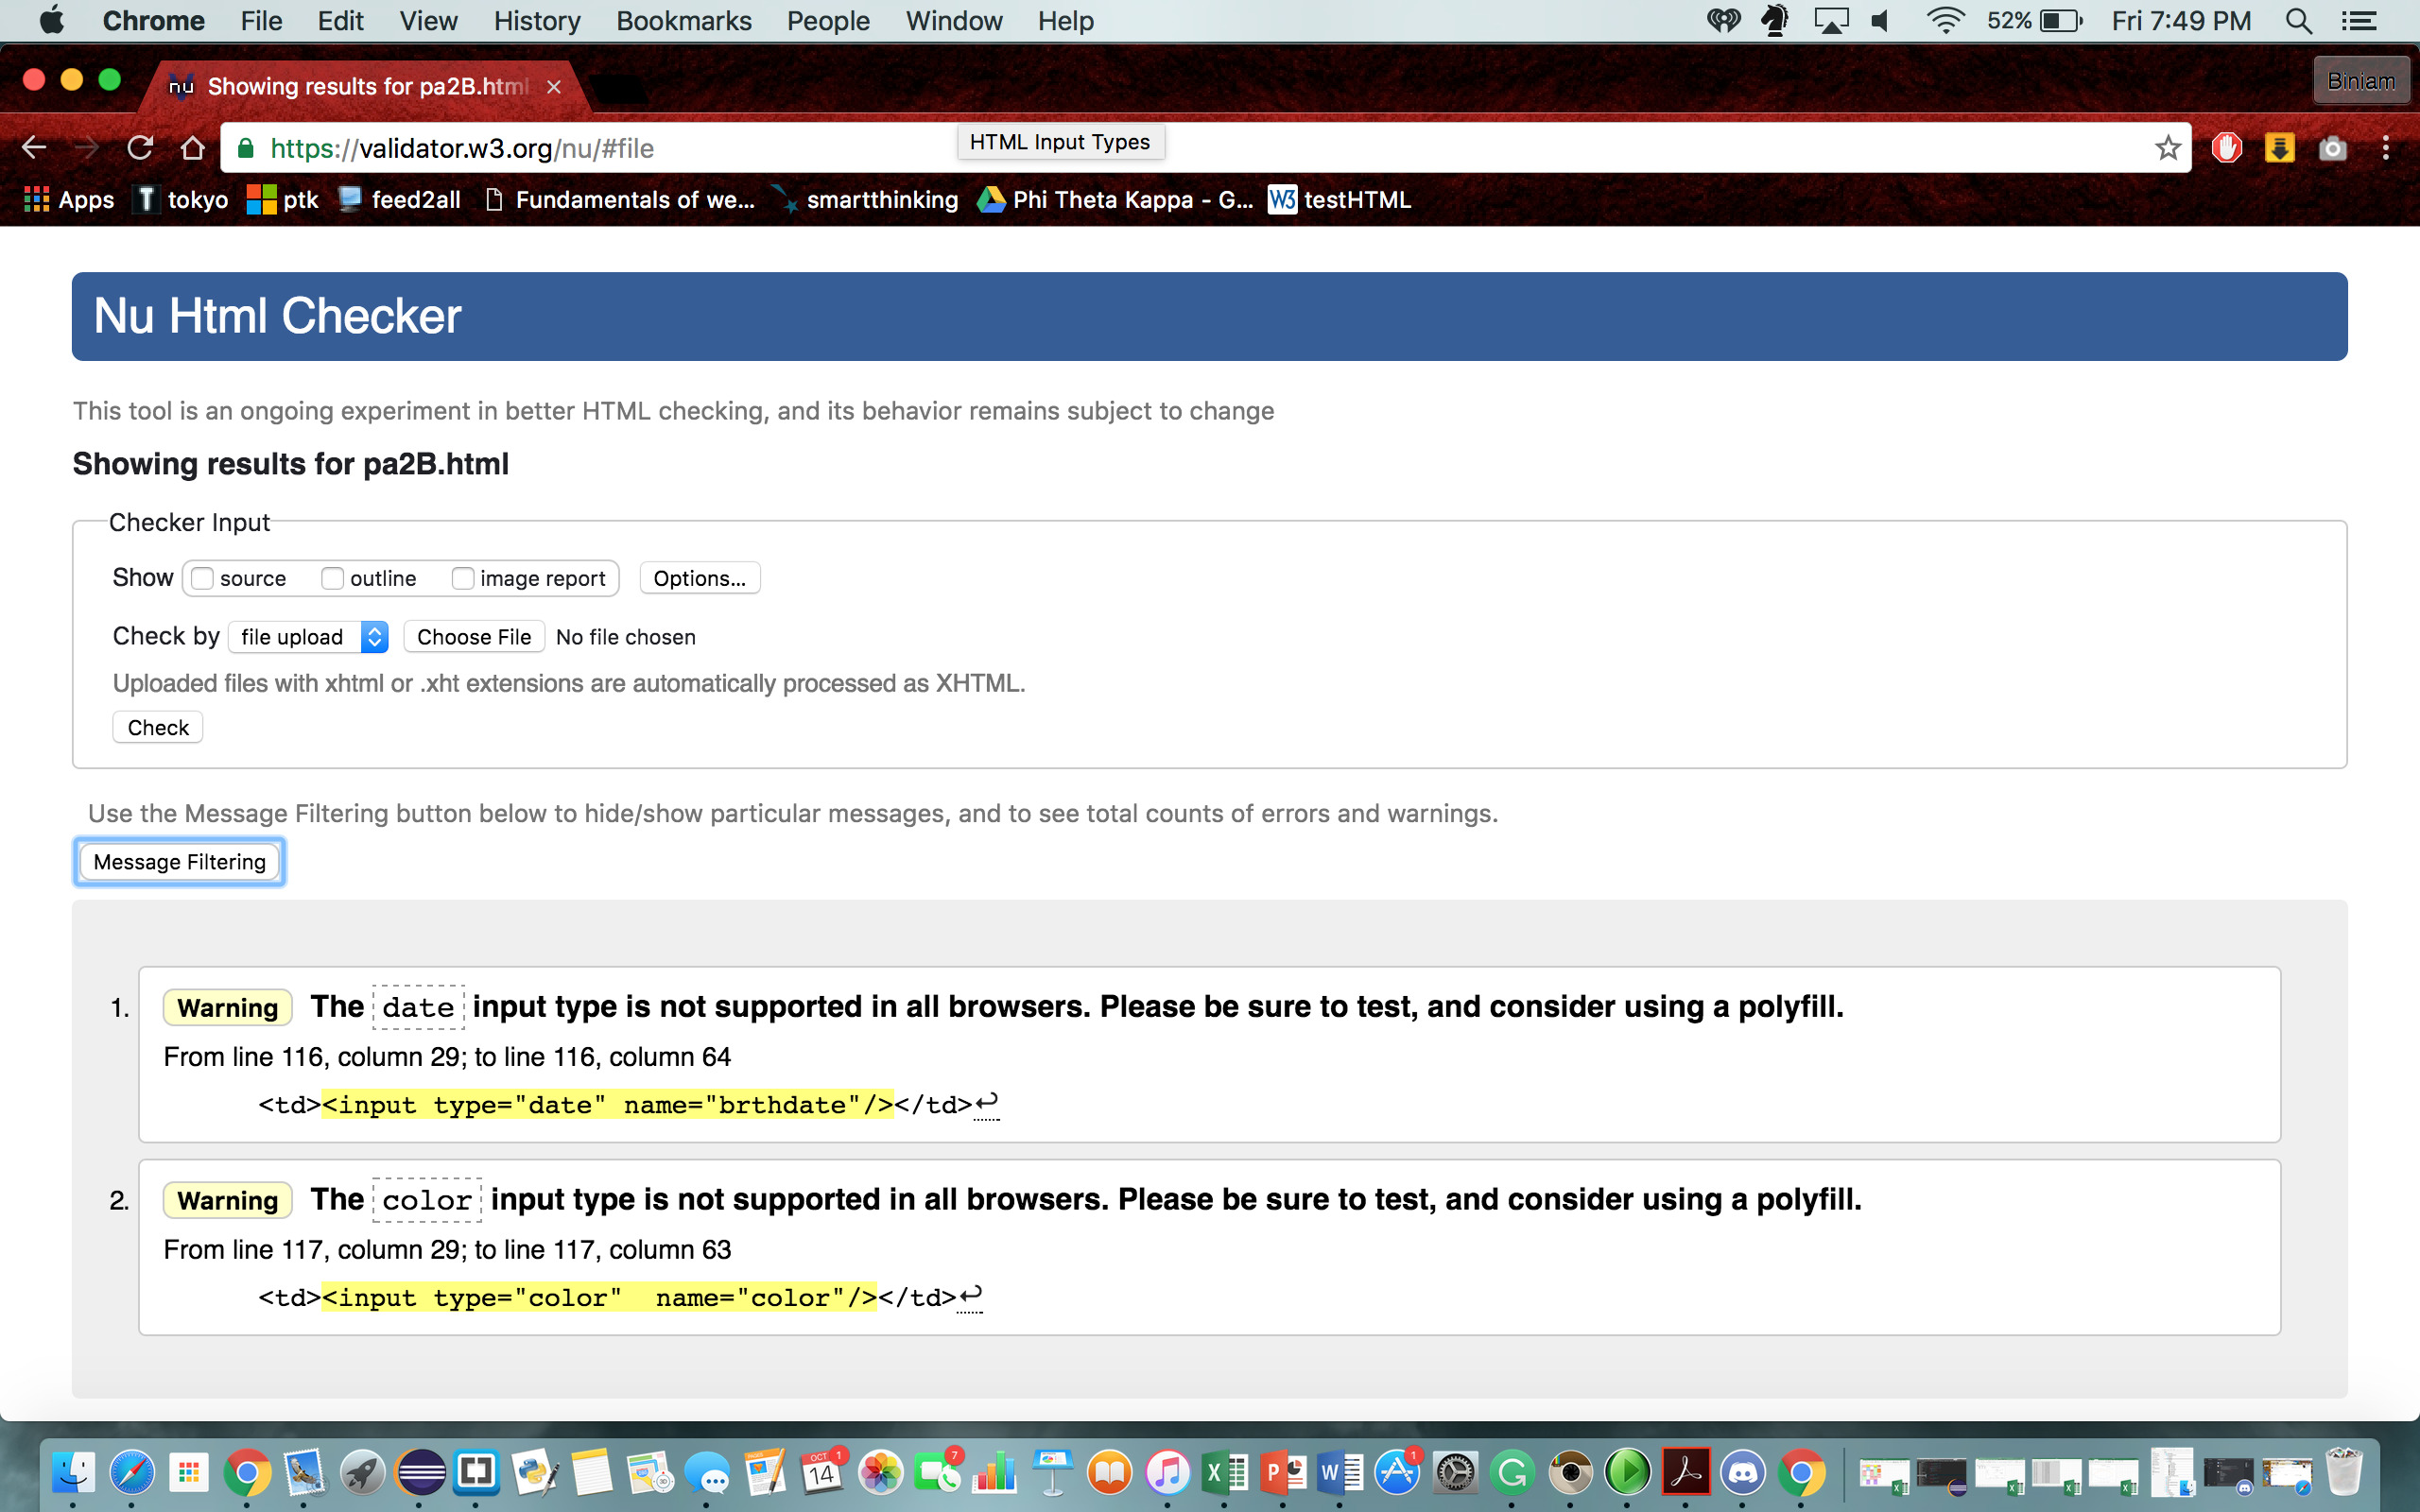 Chrome File Edit View History Bookmarks People Window Help 52% Fri 7:49 PM
nu Showing results for pa2B.html Biniam
https://validator.w3.org/nu/#file HTML Input Types
Apps T tokyo ptk feed2all Fundamentals of we... smartthinking Phi Theta Kappa - G... W3 testHTML
Nu Html Checker
This tool is an ongoing experiment in better HTML checking, and its behavior remains subject to change
Showing results for pa2B.html
Checker Input
Show source outline image report Options...
Check by file upload Choose File No file chosen
Uploaded files with xhtml or .xht extensions are automatically processed as XHTML.
Check
Use the Message Filtering button below to hide/show particular messages, and to see total counts of errors and warnings.
Message Filtering
1. Warning The date input type is not supported in all browsers. Please be sure to test, and consider using a polyfill.
From line 116, column 29; to line 116, column 64
<td><input type="date" name="brthdate"/></td>↩
2. Warning The color input type is not supported in all browsers. Please be sure to test, and consider using a polyfill.
From line 117, column 29; to line 117, column 63
<td><input type="color"  name="color"/></td>↩
OCT 14 1 7 X P W 1 G